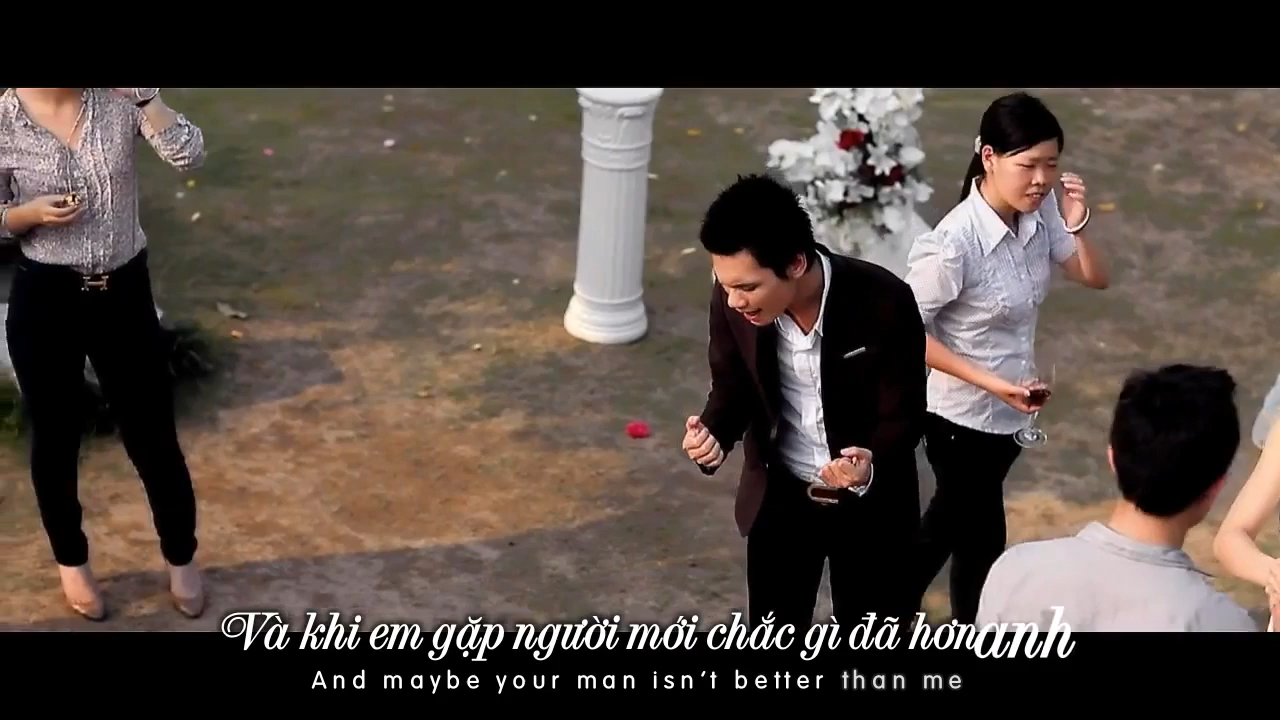 Và khi em gặp người mới chắc gì đã hơn anh
And maybe your man isn't better than me